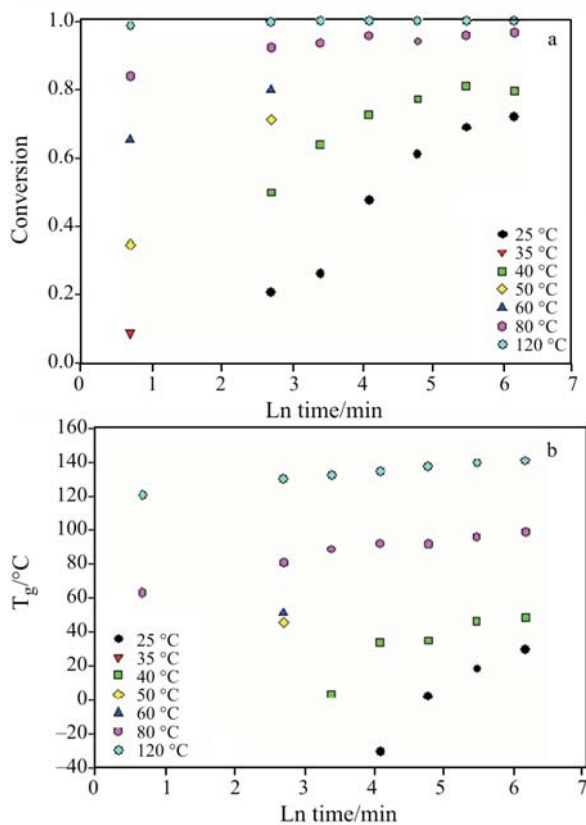 1.0
a
0.8
0.6
Conversion
0.4
25 °C
35 °C
40 °C
0.2
50 °C
60 °C
80 °C
120 °C
0.0
0 1 2 3 4 5 6 7
Ln time/min
160
b
140
120
100
80
Tg/°C
60
40
25 °C
35 °C
20
40 °C
50 °C
0
60 °C
80 °C
−20
120 °C
−40
0 1 2 3 4 5 6 7
Ln time/min